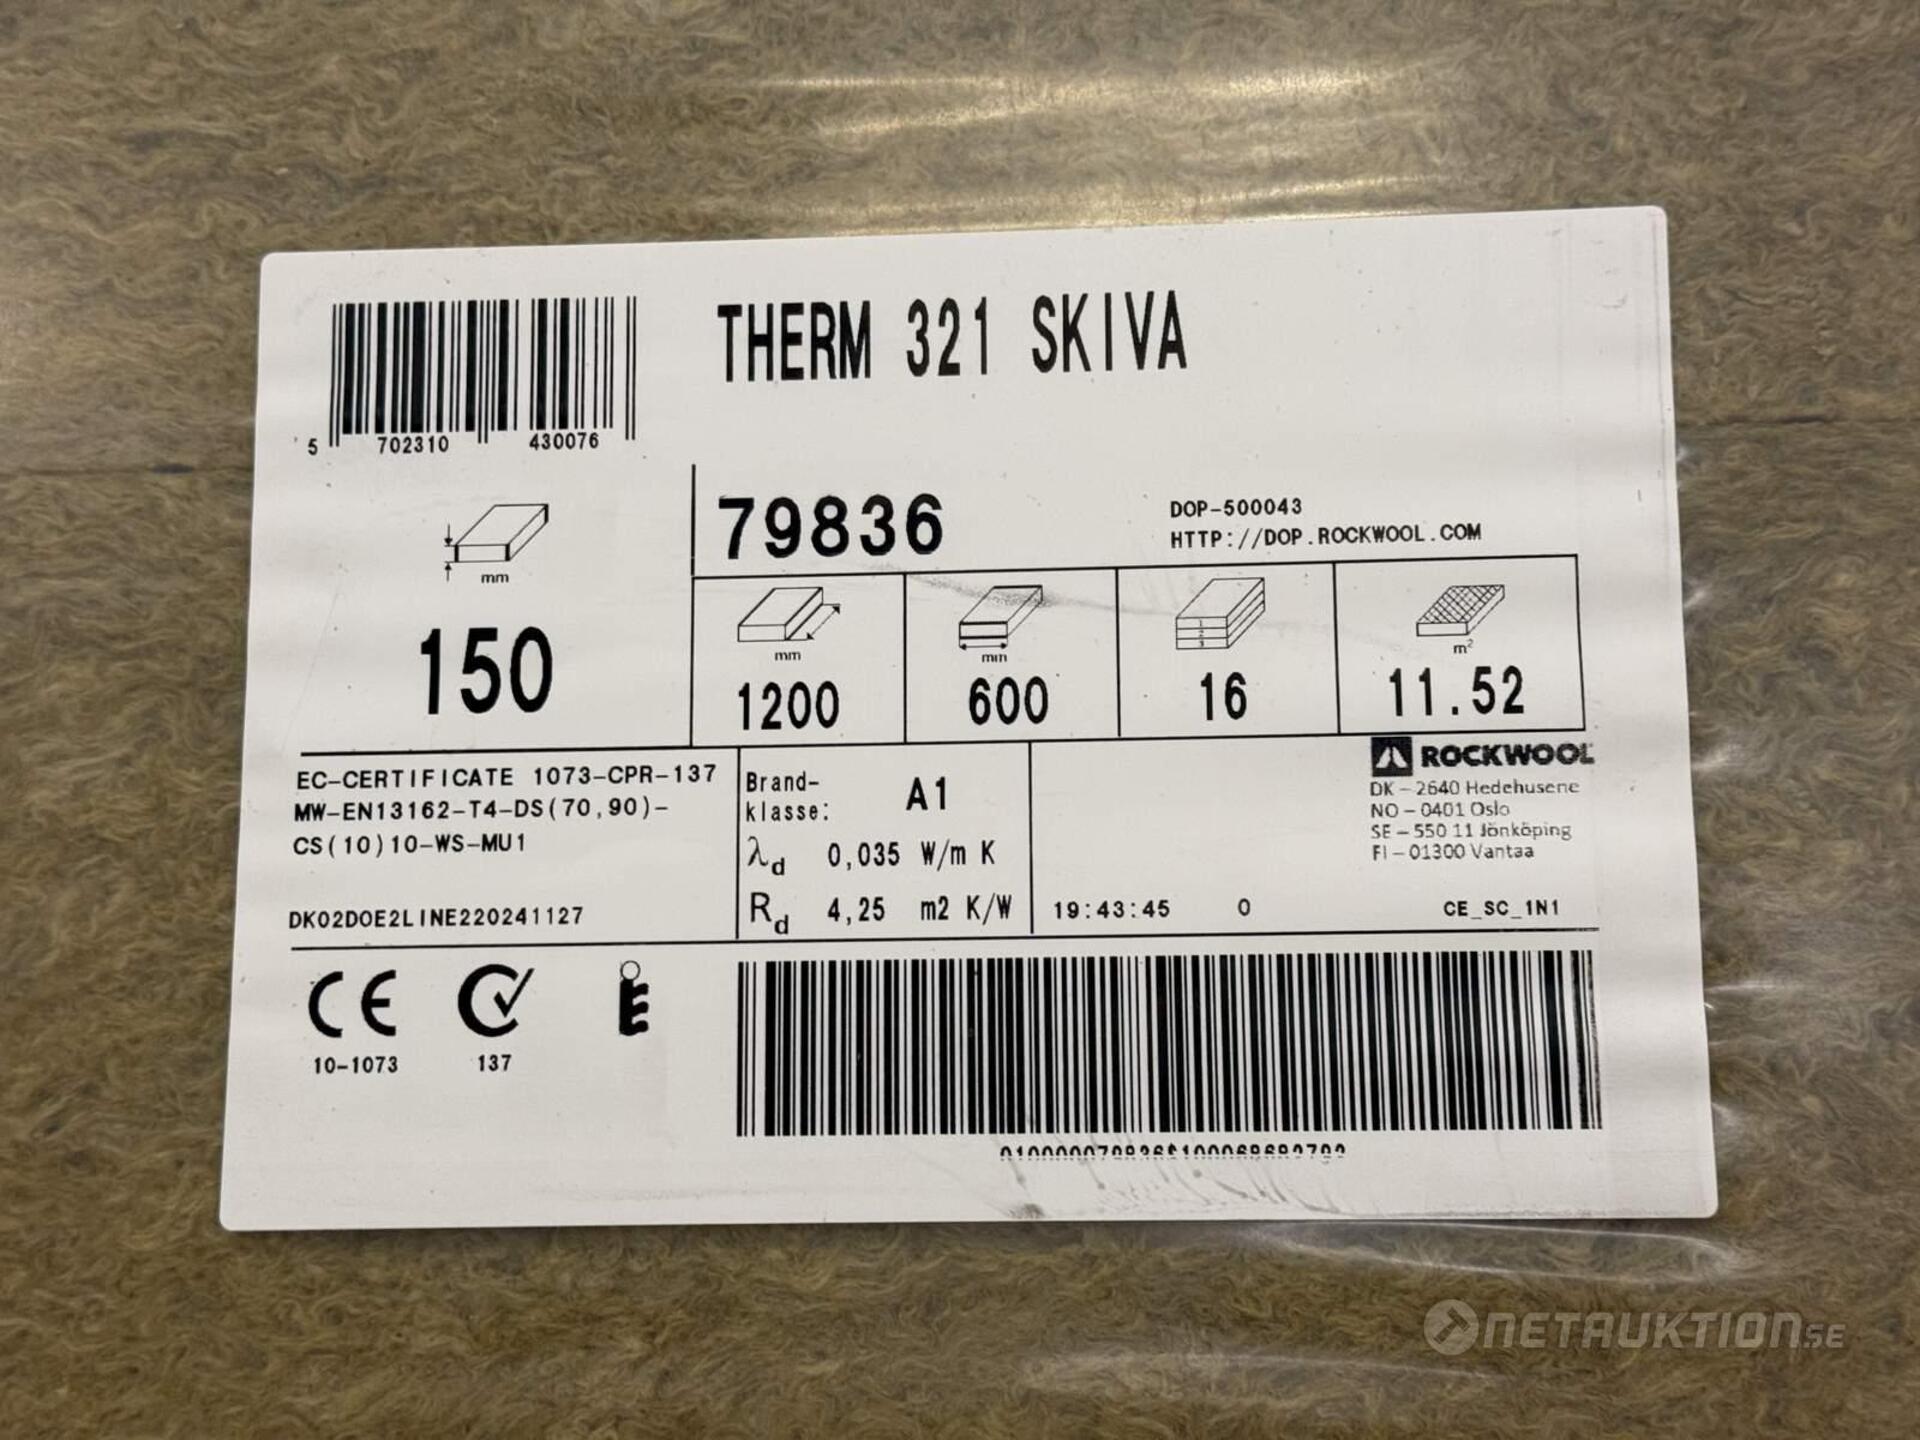 THERM 321 SKIVA
5 702310 430076
79836
DOP-500043
HTTP://DOP.ROCKWOOL.COM
mm
150
mm
1200
mm
600
1
2
3
16
m²
11.52
EC-CERTIFICATE 1073-CPR-137
MW-EN13162-T4-DS(70,90)-
CS(10)10-WS-MU1
DK02DOE2LINE220241127
Brand-
klasse: A1
λd 0,035 W/m K
Rd 4,25 m2 K/W
ROCKWOOL
DK – 2640 Hedehusene
NO – 0401 Oslo
SE – 550 11 Jönköping
FI – 01300 Vantaa
19:43:45 0 CE_SC_1N1
CE
10-1073
137
NETAUKTION.SE